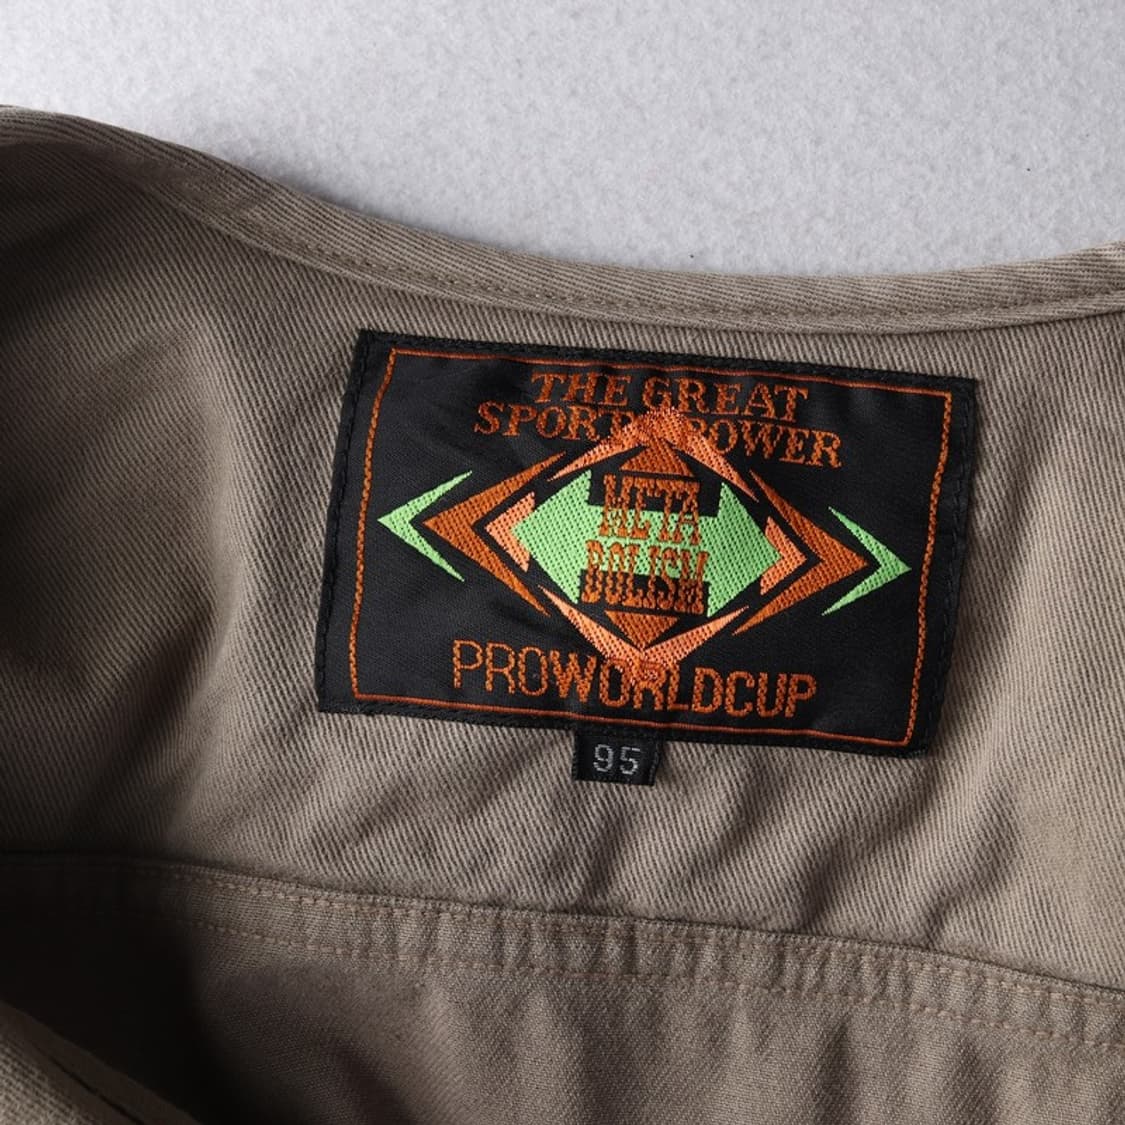 THE GREAT
SPORTS POWER
META
BOLISM
PROWORLDCUP
95